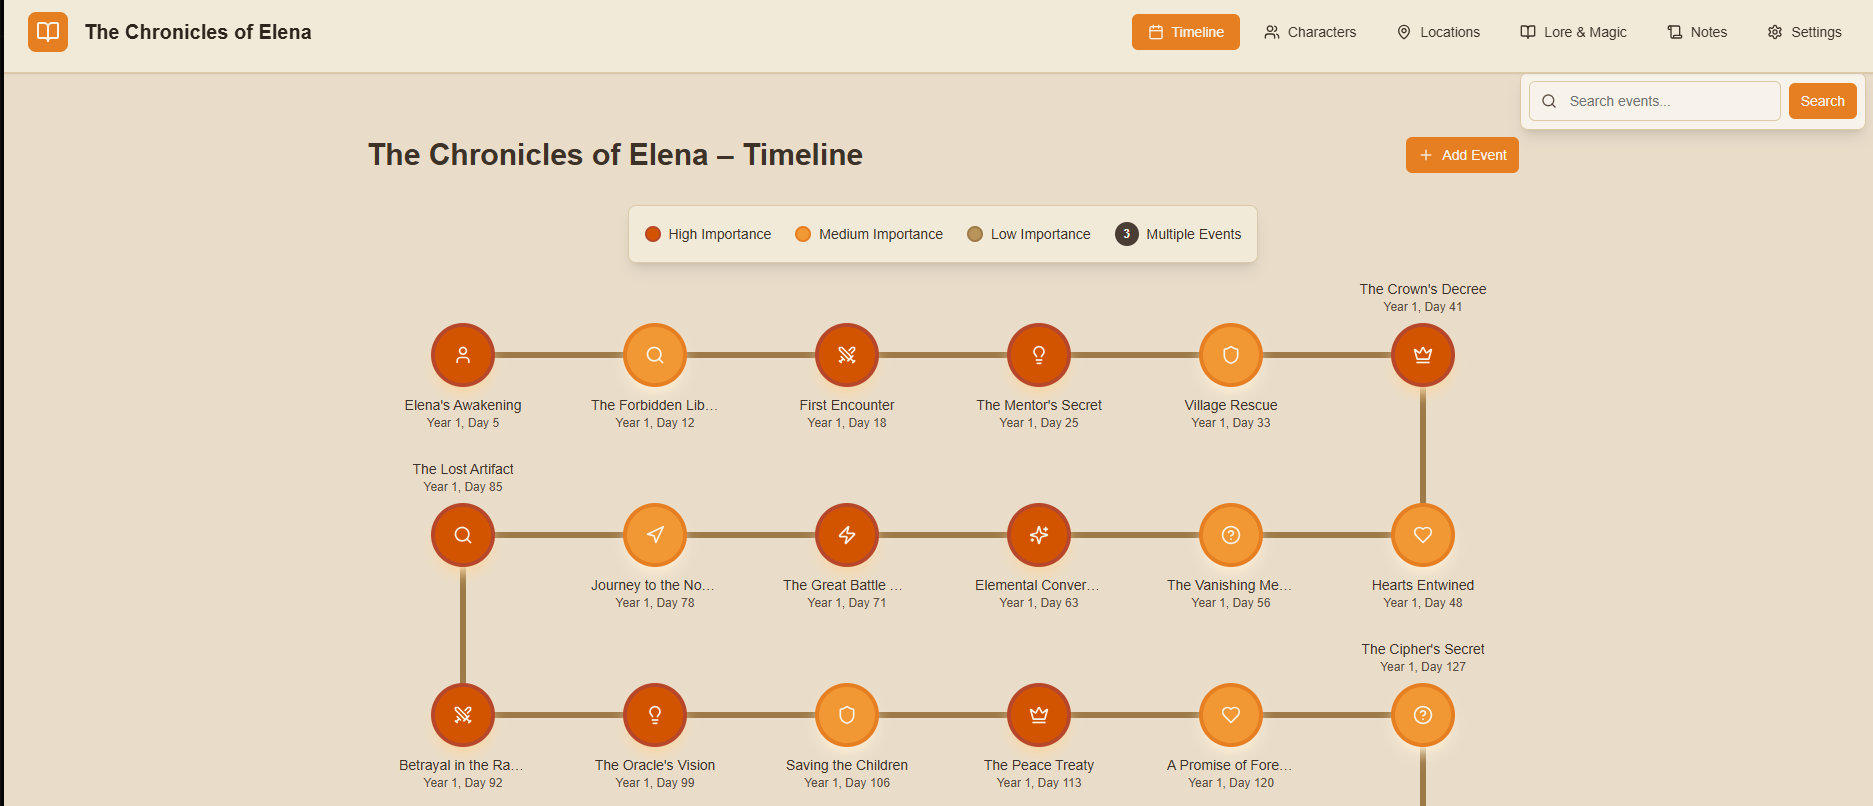 The Chronicles of Elena
Timeline
Characters
Locations
Lore & Magic
Notes
Settings
Search events...
Search
The Chronicles of Elena – Timeline
Add Event
High Importance
Medium Importance
Low Importance
3
Multiple Events
The Crown's Decree
Year 1, Day 41
Elena's Awakening
Year 1, Day 5
The Forbidden Lib…
Year 1, Day 12
First Encounter
Year 1, Day 18
The Mentor's Secret
Year 1, Day 25
Village Rescue
Year 1, Day 33
The Lost Artifact
Year 1, Day 85
Journey to the No…
Year 1, Day 78
The Great Battle …
Year 1, Day 71
Elemental Conver…
Year 1, Day 63
The Vanishing Me…
Year 1, Day 56
Hearts Entwined
Year 1, Day 48
The Cipher's Secret
Year 1, Day 127
Betrayal in the Ra…
Year 1, Day 92
The Oracle's Vision
Year 1, Day 99
Saving the Children
Year 1, Day 106
The Peace Treaty
Year 1, Day 113
A Promise of Fore…
Year 1, Day 120